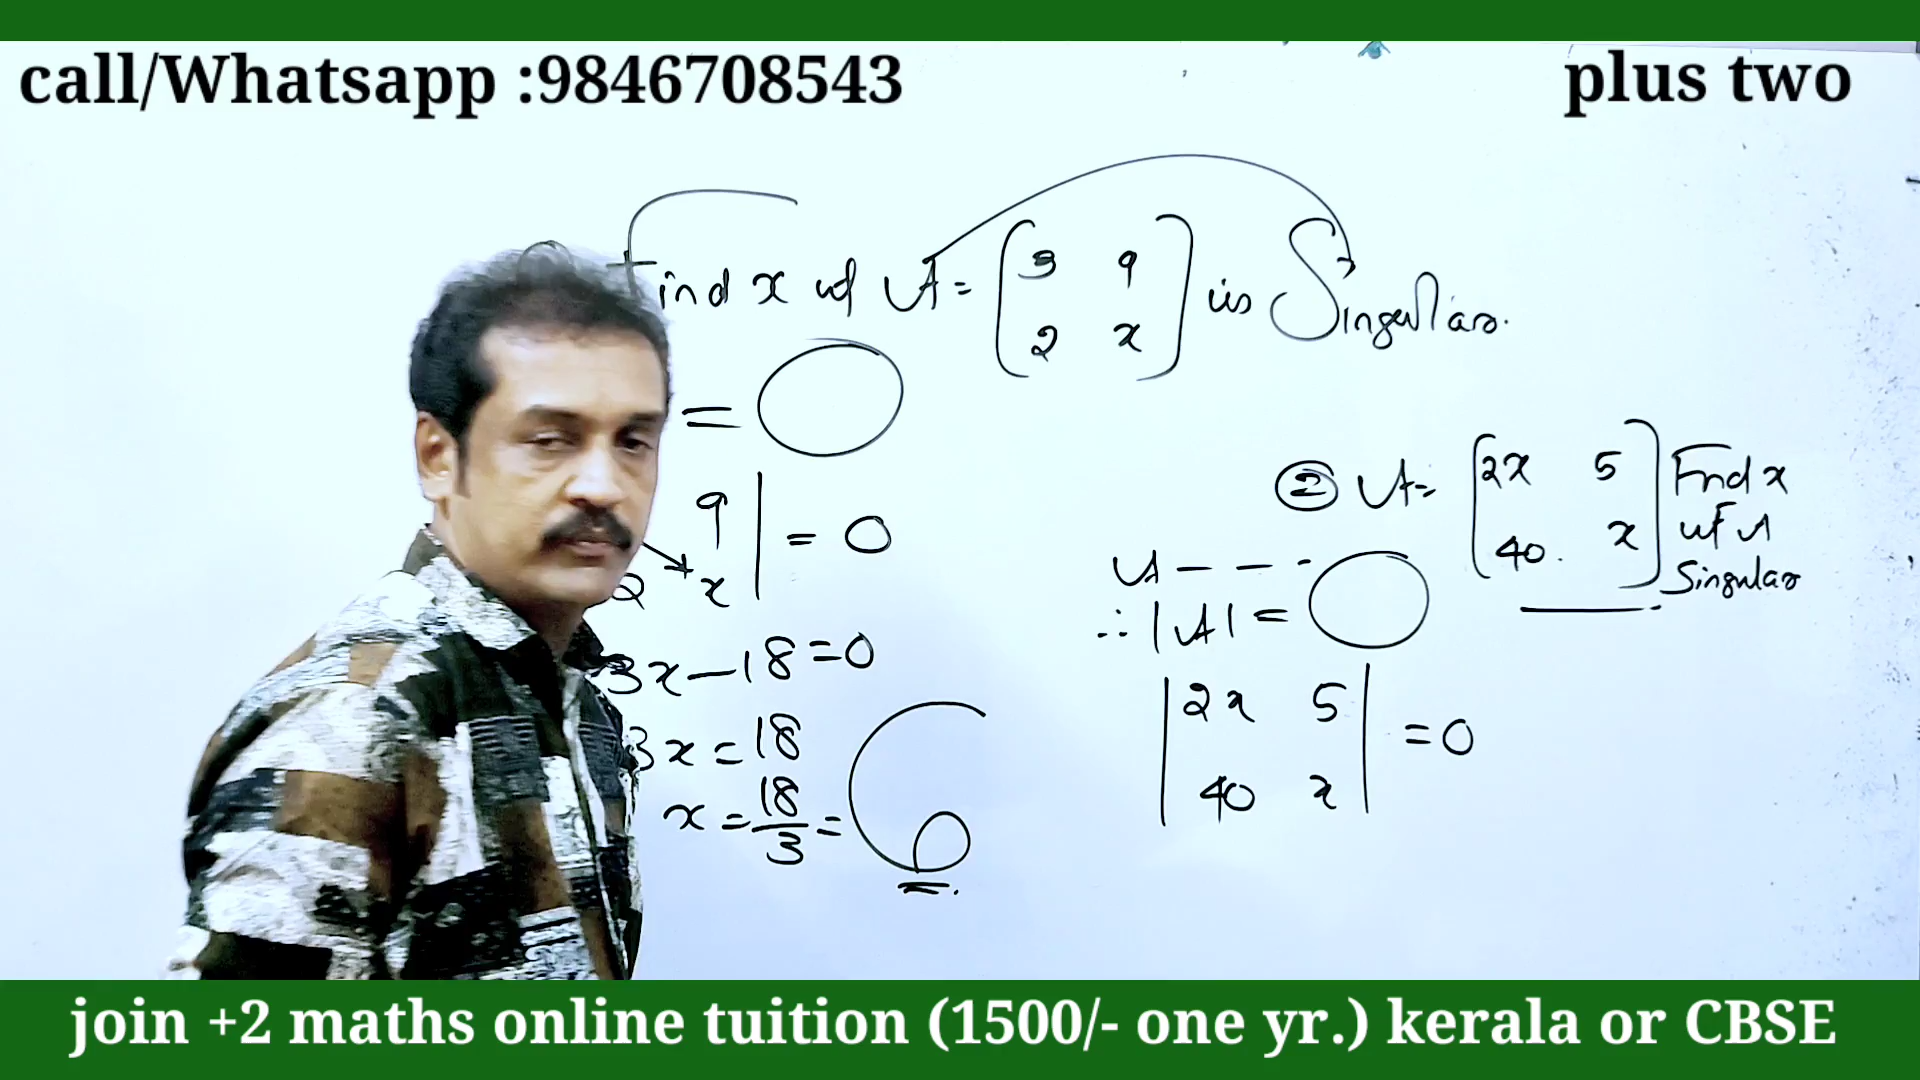 call/Whatsapp :9846708543
plus two
Find x if A = [3 9
2 x] is Singular.
= 0
9 | = 0
2 x
3x - 18 = 0
3x = 18
x = 18/3 = 6
② A = [2x 5
40 x] Find x
if A
Singular
A - - -
∴ |A| = 0
|2x 5
40 x| = 0
join +2 maths online tuition (1500/- one yr.) kerala or CBSE